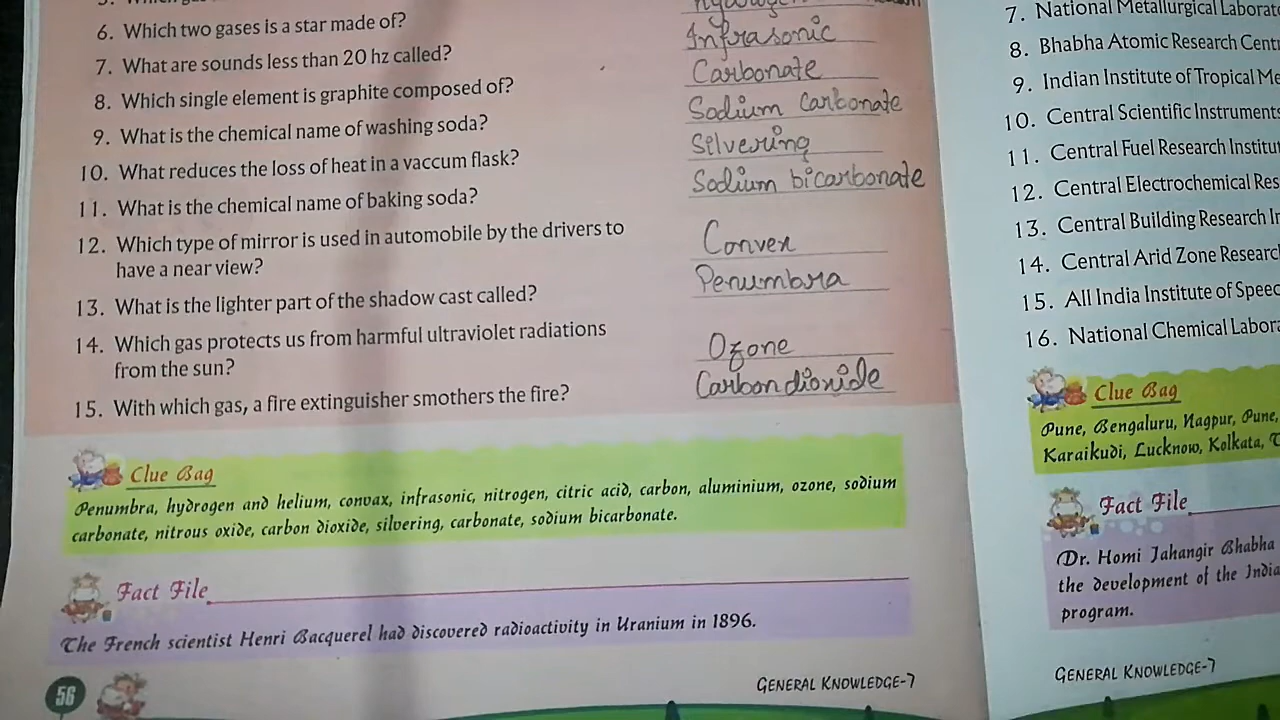 6. Which two gases is a star made of?
7. What are sounds less than 20 hz called? Infrasonic
8. Which single element is graphite composed of? Carbonate
9. What is the chemical name of washing soda? Sodium Carbonate
10. What reduces the loss of heat in a vaccum flask? Silvering
11. What is the chemical name of baking soda? Sodium bicarbonate
12. Which type of mirror is used in automobile by the drivers to
have a near view? Convex
13. What is the lighter part of the shadow cast called? Penumbra
14. Which gas protects us from harmful ultraviolet radiations
from the sun? Ozone
15. With which gas, a fire extinguisher smothers the fire? Carbondioxide
Clue Bag
Penumbra, hydrogen and helium, convax, infrasonic, nitrogen, citric acid, carbon, aluminium, ozone, sodium
carbonate, nitrous oxide, carbon dioxide, silvering, carbonate, sodium bicarbonate.
Fact File
The French scientist Henri Bacquerel had discovered radioactivity in Uranium in 1896.
56
GENERAL KNOWLEDGE-7
7. National Metallurgical
8. Bhabha Atomic Research
9. Indian Institute of Tropical
10. Central Scientific Instruments
11. Central Fuel Research
12. Central Electrochemical
13. Central Building Research
14. Central Arid Zone
15. All India Institute of
16. National Chemical
Clue Bag
Pune, Bengaluru, Nagpur, Pune,
Karaikudi, Lucknow, Kolkata,
Fact File
Dr. Homi Jahangir Bhabha
the development of the
program.
GENERAL KNOWLEDGE-7